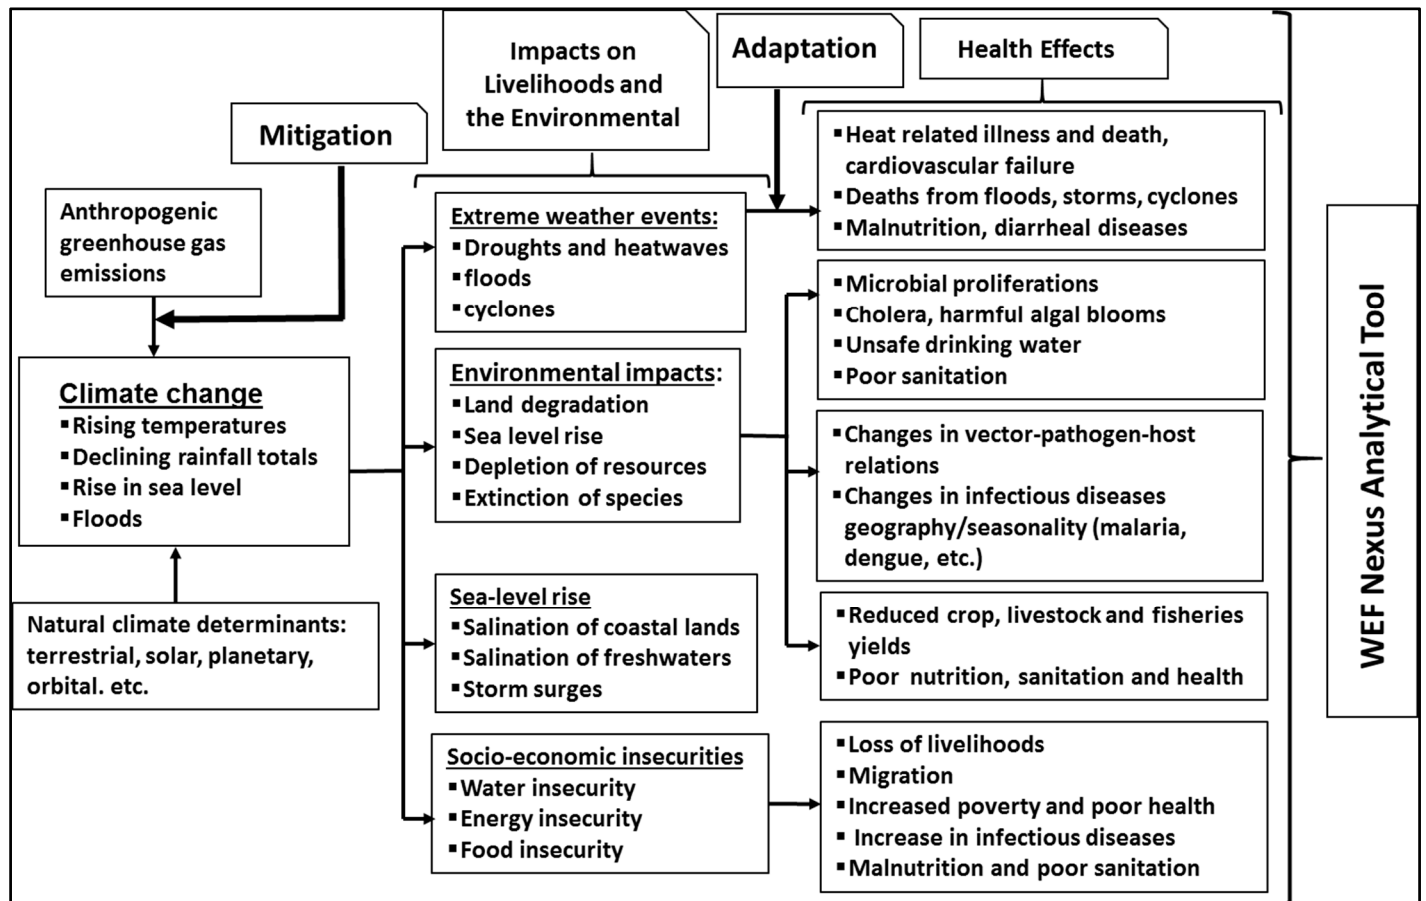 Impacts on
Livelihoods and
the Environmental
Adaptation
Health Effects
Mitigation
Anthropogenic
greenhouse gas
emissions
Climate change
▪Rising temperatures
▪Declining rainfall totals
▪Rise in sea level
▪Floods
Natural climate determinants:
terrestrial, solar, planetary,
orbital. etc.
Extreme weather events:
▪Droughts and heatwaves
▪floods
▪cyclones
Environmental impacts:
▪Land degradation
▪Sea level rise
▪Depletion of resources
▪Extinction of species
Sea-level rise
▪Salination of coastal lands
▪Salination of freshwaters
▪Storm surges
Socio-economic insecurities
▪Water insecurity
▪Energy insecurity
▪Food insecurity
▪Heat related illness and death,
cardiovascular failure
▪Deaths from floods, storms, cyclones
▪Malnutrition, diarrheal diseases
▪Microbial proliferations
▪Cholera, harmful algal blooms
▪Unsafe drinking water
▪Poor sanitation
▪Changes in vector-pathogen-host
relations
▪Changes in infectious diseases
geography/seasonality (malaria,
dengue, etc.)
▪Reduced crop, livestock and fisheries
yields
▪Poor nutrition, sanitation and health
▪Loss of livelihoods
▪Migration
▪Increased poverty and poor health
▪ Increase in infectious diseases
▪Malnutrition and poor sanitation
WEF Nexus Analytical Tool